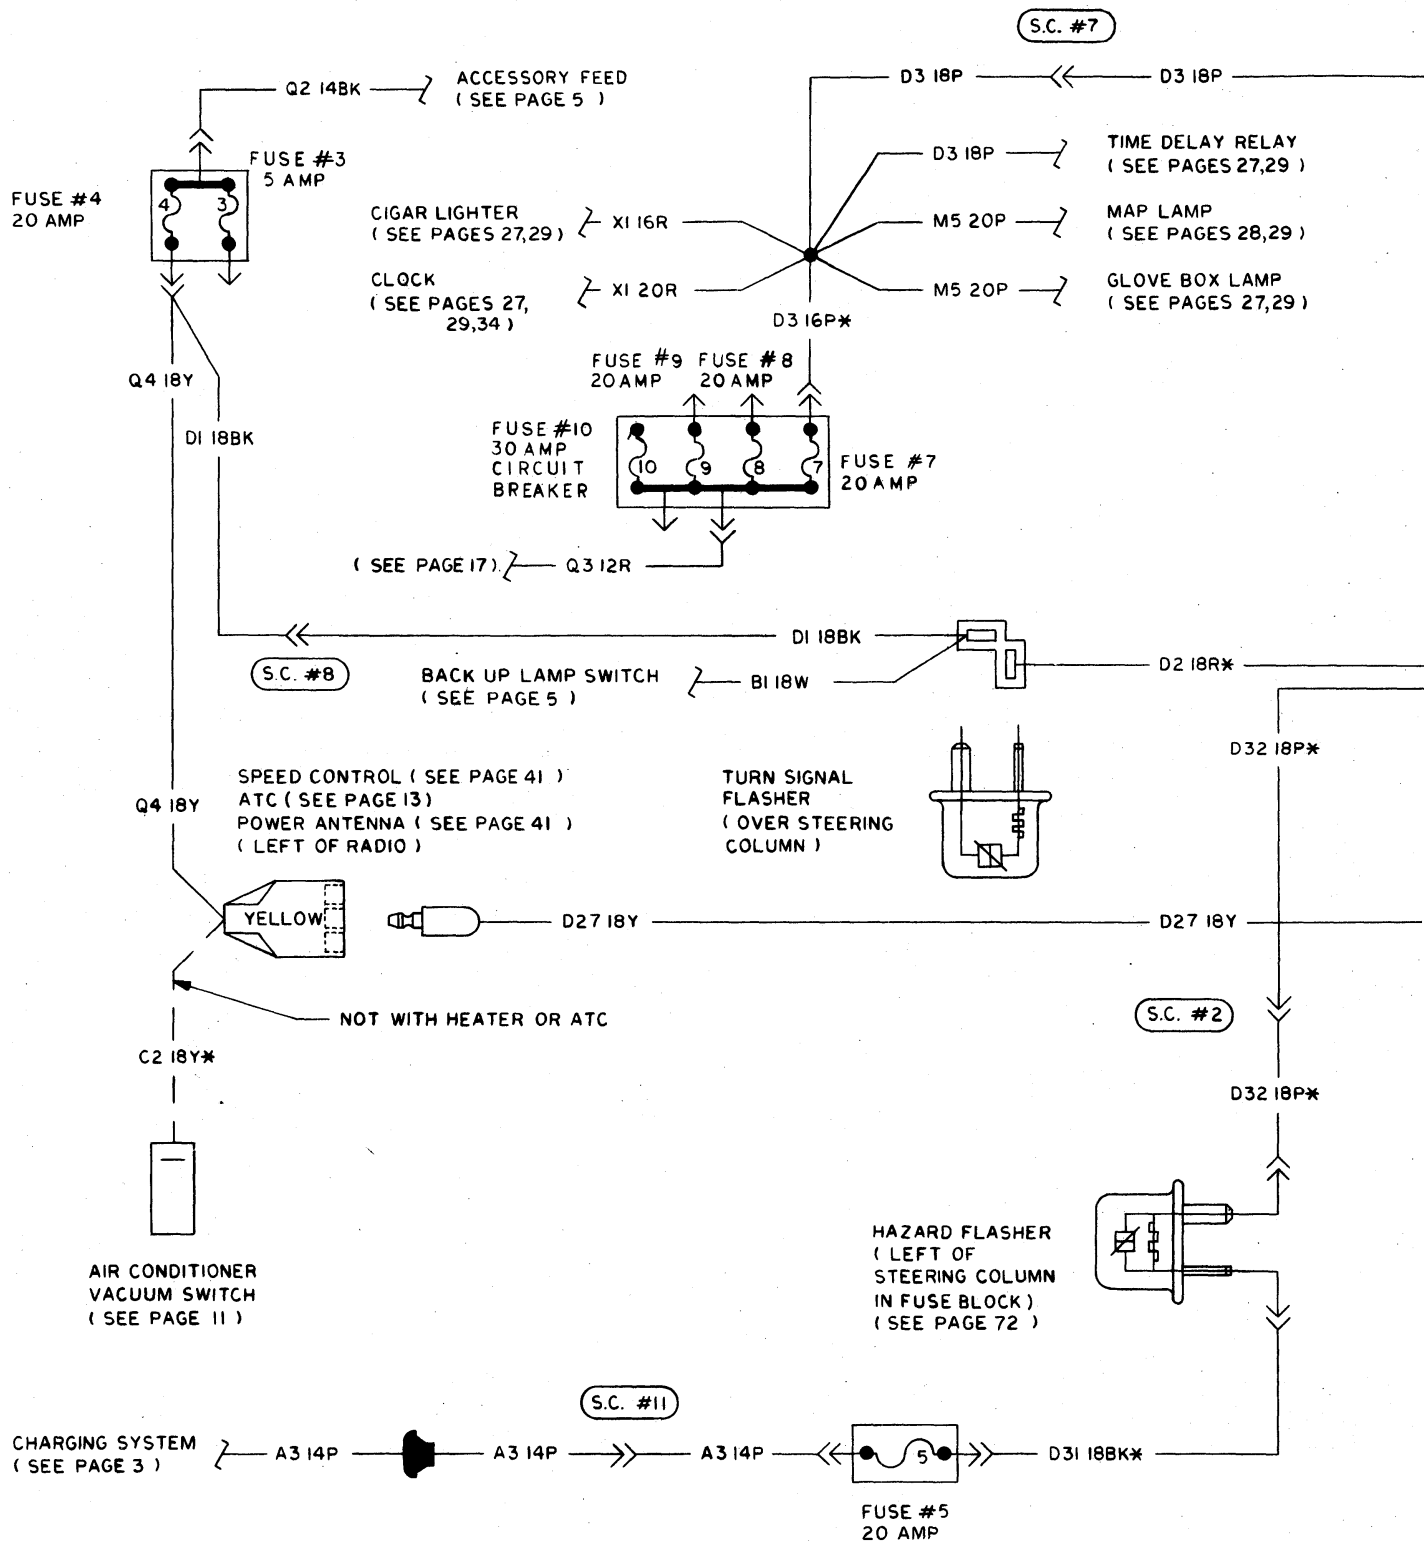 S.C. #7
D3 18P
D3 18P
Q2 14BK
ACCESSORY FEED
( SEE PAGE 5 )
FUSE #3
5 AMP
FUSE #4
20 AMP
4
3
D3 18P
TIME DELAY RELAY
( SEE PAGES 27,29 )
CIGAR LIGHTER
( SEE PAGES 27,29 )
X1 16R
M5 20P
MAP LAMP
( SEE PAGES 28,29 )
CLOCK
( SEE PAGES 27,
29,34 )
X1 20R
M5 20P
GLOVE BOX LAMP
( SEE PAGES 27,29 )
D3 16P*
FUSE #9
20 AMP
FUSE #8
20 AMP
Q4 18Y
D1 18BK
FUSE #10
30 AMP
CIRCUIT
BREAKER
10
9
8
7
FUSE #7
20 AMP
( SEE PAGE 17 )
Q3 12R
D1 18BK
S.C. #8
BACK UP LAMP SWITCH
( SEE PAGE 5 )
B1 18W
D2 18R*
D32 18P*
Q4 18Y
SPEED CONTROL ( SEE PAGE 41 )
ATC ( SEE PAGE 13)
POWER ANTENNA ( SEE PAGE 41 )
( LEFT OF RADIO )
TURN SIGNAL
FLASHER
( OVER STEERING
COLUMN )
YELLOW
D27 18Y
D27 18Y
NOT WITH HEATER OR ATC
S.C. #2
C2 18Y*
D32 18P*
AIR CONDITIONER
VACUUM SWITCH
( SEE PAGE 11 )
HAZARD FLASHER
( LEFT OF
STEERING COLUMN
IN FUSE BLOCK )
( SEE PAGE 72 )
S.C. #11
CHARGING SYSTEM
( SEE PAGE 3 )
A3 14P
A3 14P
A3 14P
5
D31 18BK*
FUSE #5
20 AMP